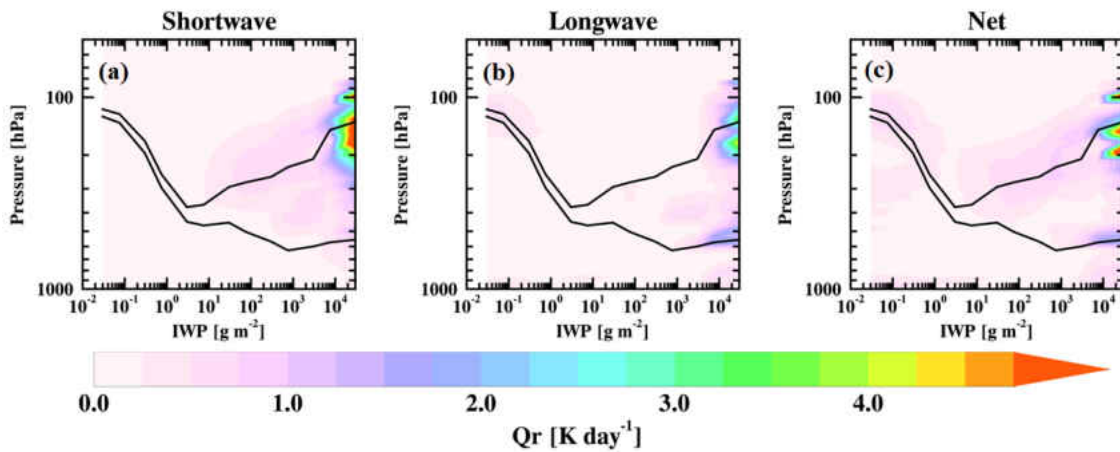 Shortwave Longwave Net
(a) (b) (c)
Pressure [hPa] Pressure [hPa] Pressure [hPa]
100 100 100
1000 1000 1000
10⁻² 10⁻¹ 10⁰ 10¹ 10² 10³ 10⁴ 10⁻² 10⁻¹ 10⁰ 10¹ 10² 10³ 10⁴ 10⁻² 10⁻¹ 10⁰ 10¹ 10² 10³ 10⁴
IWP [g m⁻²] IWP [g m⁻²] IWP [g m⁻²]
0.0 1.0 2.0 3.0 4.0
Qr [K day⁻¹]